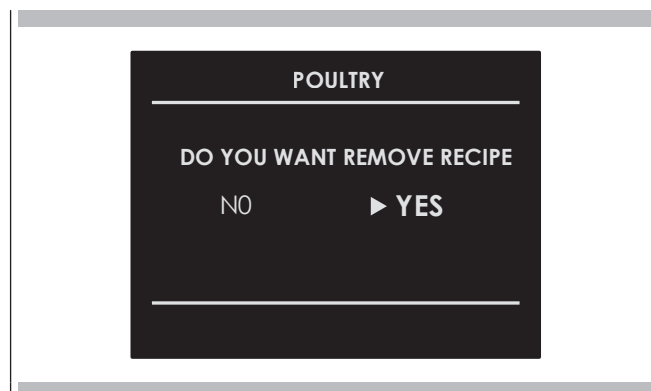 POULTRY
DO YOU WANT REMOVE RECIPE
N0 ▶ YES